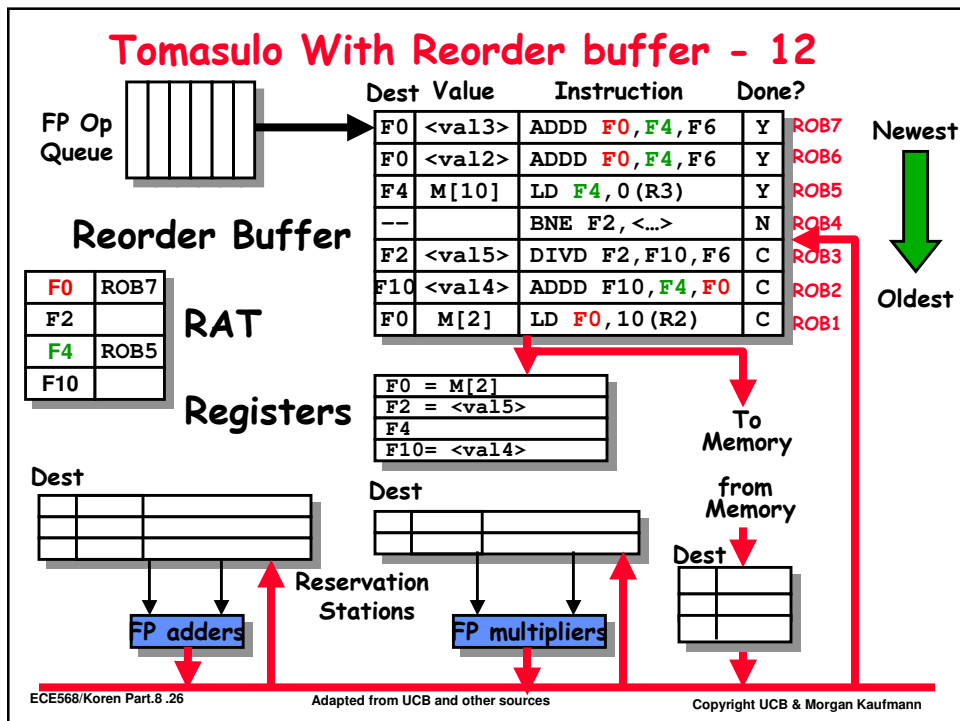 Tomasulo With Reorder buffer - 12
Dest Value Instruction Done?
FP Op
Queue
F0 <val3> ADDD F0,F4,F6 Y ROB7
F0 <val2> ADDD F0,F4,F6 Y ROB6
F4 M[10] LD F4,0(R3) Y ROB5
-- BNE F2,<…> N ROB4
F2 <val5> DIVD F2,F10,F6 C ROB3
F10 <val4> ADDD F10,F4,F0 C ROB2
F0 M[2] LD F0,10(R2) C ROB1
Newest
Oldest
Reorder Buffer
F0 ROB7
F2
F4 ROB5
F10
RAT
Registers
F0 = M[2]
F2 = <val5>
F4
F10= <val4>
To
Memory
from
Memory
Dest
Dest
Dest
Reservation
Stations
FP adders
FP multipliers
ECE568/Koren Part.8 .26
Adapted from UCB and other sources
Copyright UCB & Morgan Kaufmann